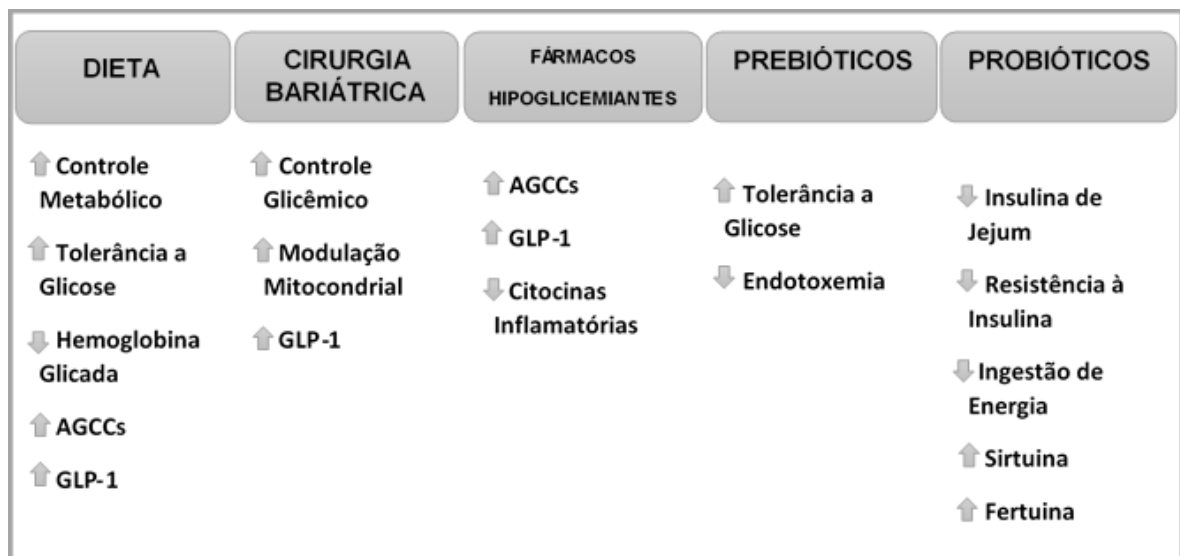 DIETA
Controle
Metabólico
Tolerância a
Glicose
Hemoglobina
Glicada
AGCCs
GLP-1
CIRURGIA
BARIÁTRICA
Controle
Glicêmico
Modulação
Mitocondrial
GLP-1
FÁRMACOS
HIPOGLICEMIANTES
AGCCs
GLP-1
Citocinas
Inflamatórias
PREBIÓTICOS
Tolerância a
Glicose
Endotoxemia
PROBIÓTICOS
Insulina de
Jejum
Resistência à
Insulina
Ingestão de
Energia
Sirtuina
Fertuina